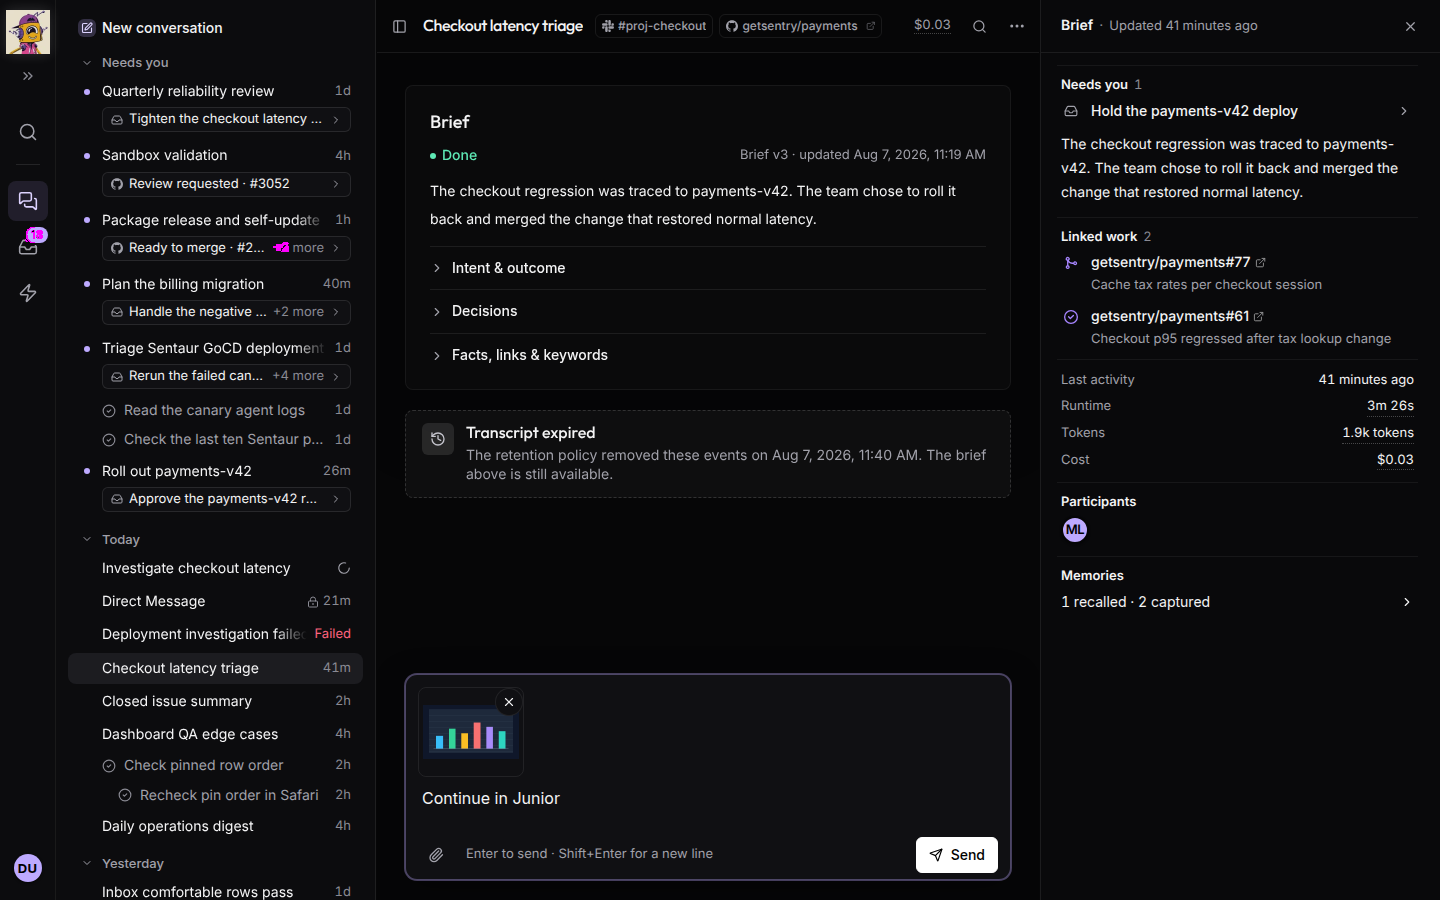 New conversation
Needs you
Quarterly reliability review 1d
Tighten the checkout latency ...
Sandbox validation 4h
Review requested · #3052
Package release and self-update 1h
Ready to merge · #2... more
Plan the billing migration 40m
Handle the negative ... +2 more
Triage Sentaur GoCD deployment 1d
Rerun the failed can... +4 more
Read the canary agent logs 1d
Check the last ten Sentaur p... 1d
Roll out payments-v42 26m
Approve the payments-v42 r...
Today
Investigate checkout latency
Direct Message 21m
Deployment investigation failed Failed
Checkout latency triage 41m
Closed issue summary 2h
Dashboard QA edge cases 4h
Check pinned row order 2h
Recheck pin order in Safari 2h
Daily operations digest 4h
Yesterday
Inbox comfortable rows pass 1d
DU
Checkout latency triage #proj-checkout getsentry/payments $0.03
Brief
Done Brief v3 · updated Aug 7, 2026, 11:19 AM
The checkout regression was traced to payments-v42. The team chose to roll it
back and merged the change that restored normal latency.
Intent & outcome
Decisions
Facts, links & keywords
Transcript expired
The retention policy removed these events on Aug 7, 2026, 11:40 AM. The brief
above is still available.
Continue in Junior
Enter to send · Shift+Enter for a new line
Send
Brief · Updated 41 minutes ago
Needs you 1
Hold the payments-v42 deploy
The checkout regression was traced to payments-
v42. The team chose to roll it back and merged the
change that restored normal latency.
Linked work 2
getsentry/payments#77
Cache tax rates per checkout session
getsentry/payments#61
Checkout p95 regressed after tax lookup change
Last activity 41 minutes ago
Runtime 3m 26s
Tokens 1.9k tokens
Cost $0.03
Participants
ML
Memories
1 recalled · 2 captured